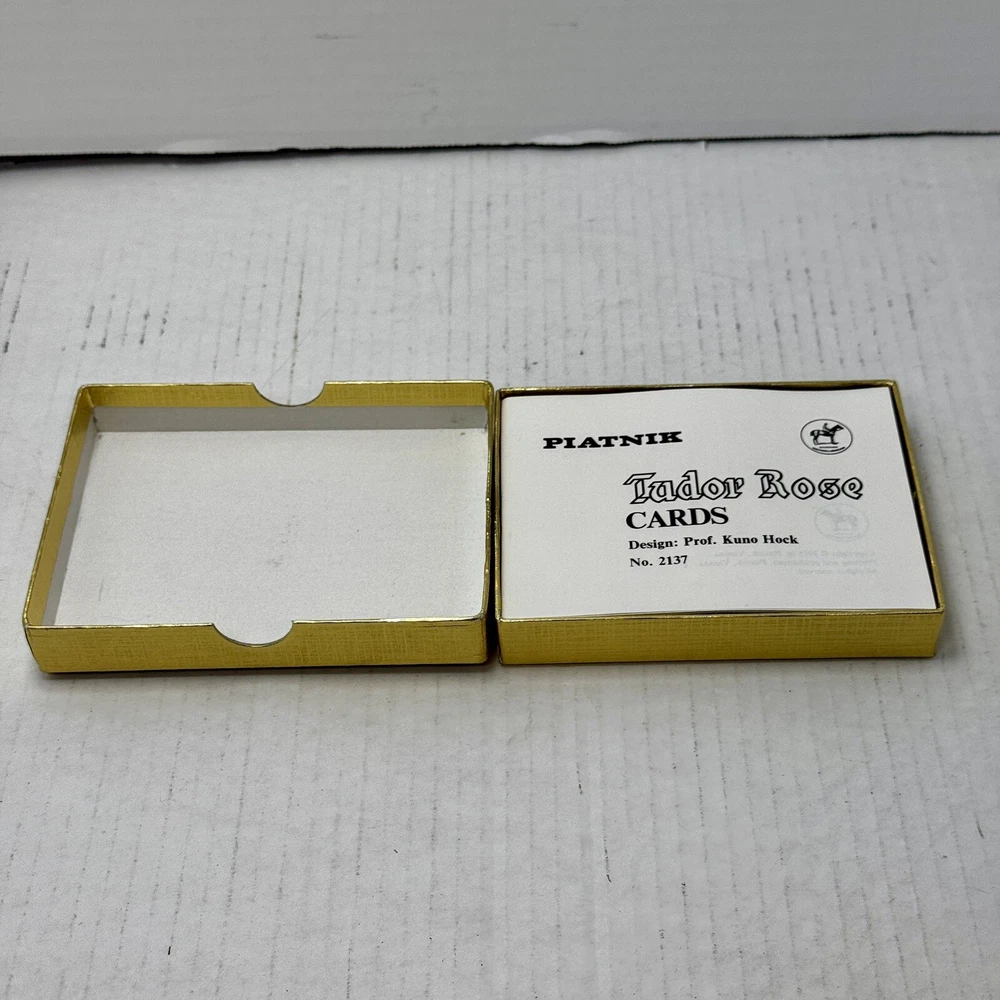 PIATNIK
Tudor Rose
CARDS
Design: Prof. Kuno Hock
No. 2137